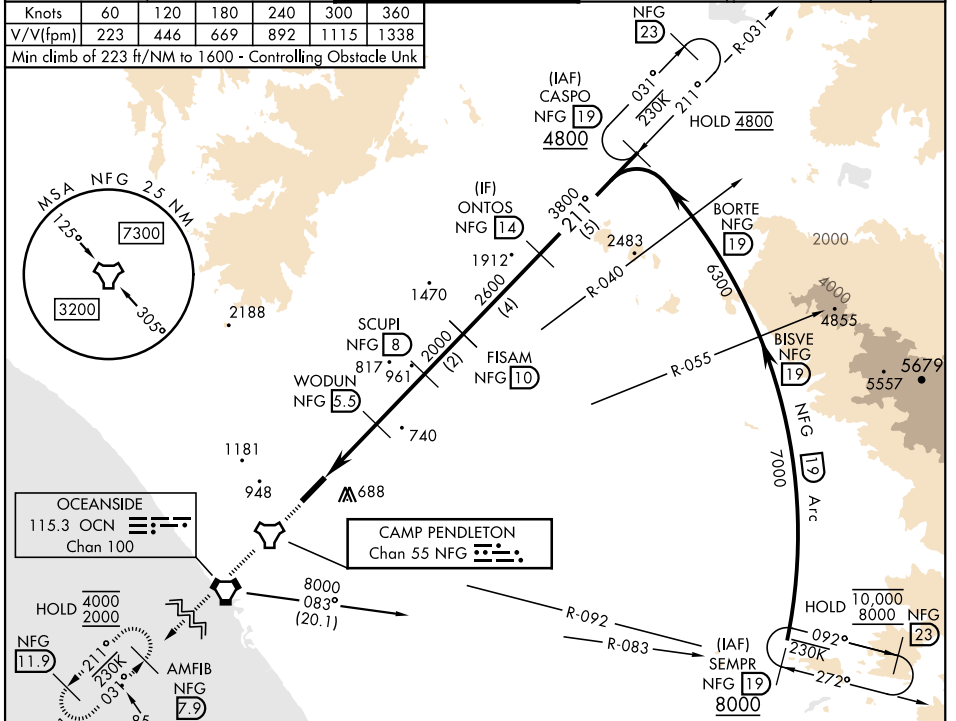 Knots 60 120 180 240 300 360
V/V(fpm) 223 446 669 892 1115 1338
Min climb of 223 ft/NM to 1600 - Controlling Obstacle Unk
NFG
23
R-031
031°
230K
211°
HOLD 4800
(IAF)
CASPO
NFG 19
4800
MSA NFG 25 NM
125°
7300
3200
305°
(IF)
ONTOS
NFG 14
3800
211°
(5)
BORTE
NFG
19
2483
2000
1912
R-040
6300
1470
2600
(4)
4000
4855
2188
SCUPI
NFG 8
2000
(2)
FISAM
NFG 10
BISVE
NFG
19
817
961
R-055
5557
5679
WODUN
NFG 5.5
740
NFG 19 Arc
7000
1181
948
688
OCEANSIDE
115.3 OCN
Chan 100
CAMP PENDLETON
Chan 55 NFG
8000
083°
(20.1)
HOLD 4000
2000
R-092
R-083
HOLD 10,000
8000
NFG
23
092°
230K
272°
(IAF)
SEMPR
NFG 19
8000
NFG
11.9
211°
230K
031°
AMFIB
NFG
7.9